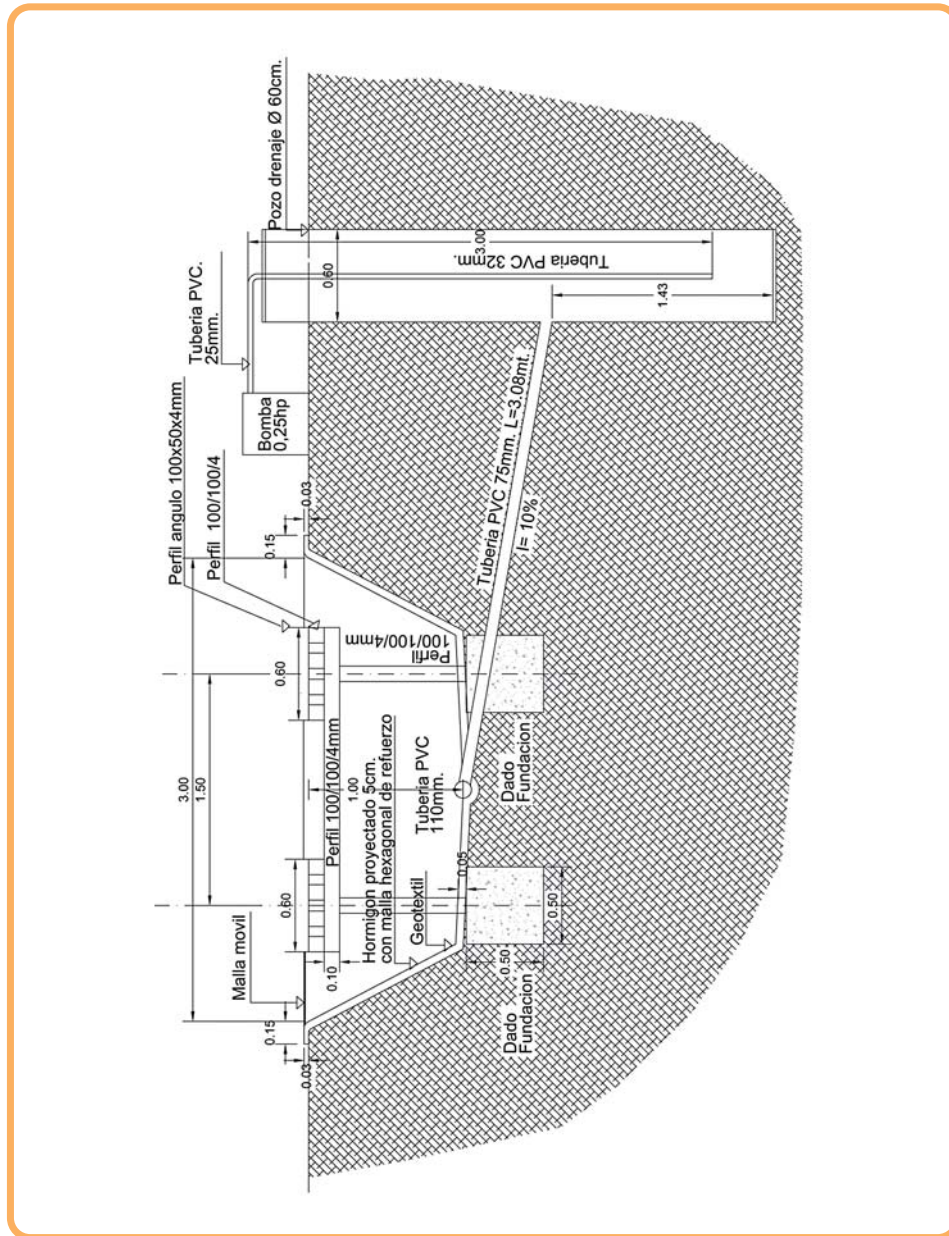 Pozo drenaje Ø 60cm.
Tuberia PVC.
25mm.
Bomba
0,25hp
Perfil angulo 100x50x4mm
Perfil 100/100/4
Malla movil
3.00
1.50
0.15
0.03
0.60
0.60
0.15
0.03
0.10
Perfil 100/100/4mm
1.00
Hormigon proyectado 5cm.
con malla hexagonal de refuerzo
Geotextil
Tuberia PVC
110mm.
Perfil
100/100/4mm
0.05
0.50
0.50
Dado
Fundacion
Dado
Fundacion
Tuberia PVC 75mm. L=3.08mt.
I= 10%
0.60
3.00
Tuberia PVC 32mm.
1.43